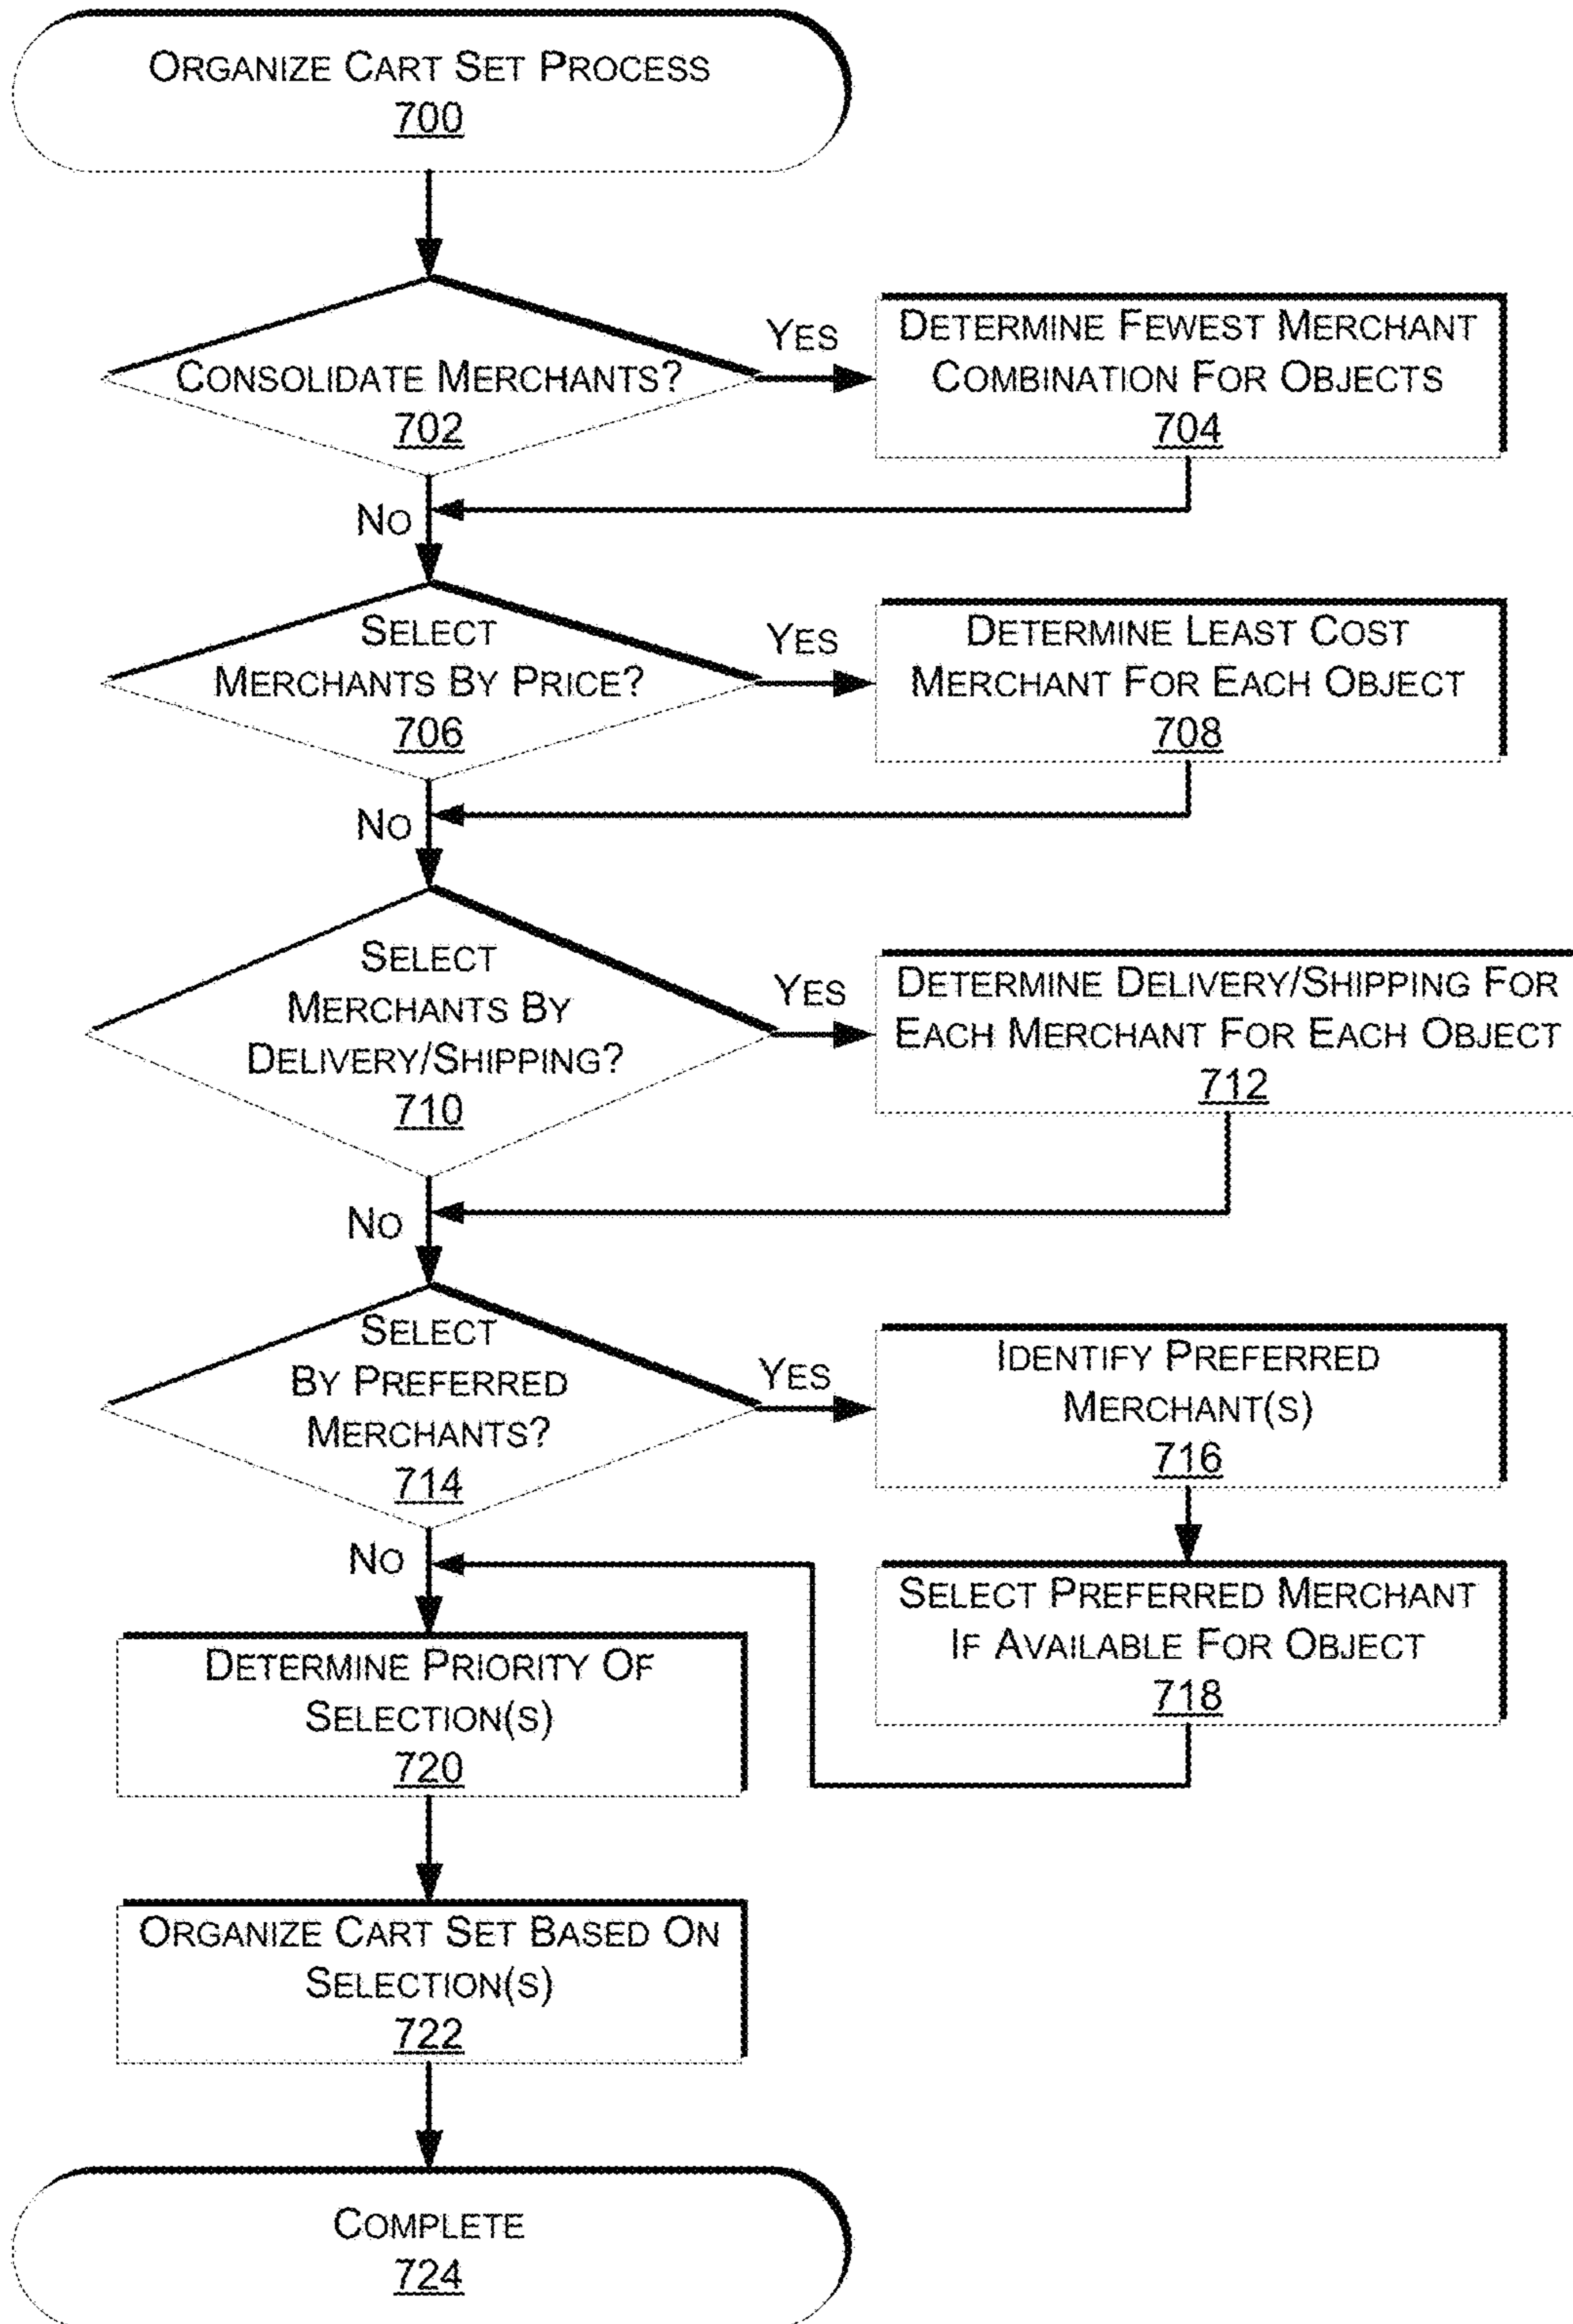 ORGANIZE CART SET PROCESS
700
CONSOLIDATE MERCHANTS?
702
YES
DETERMINE FEWEST MERCHANT
COMBINATION FOR OBJECTS
704
NO
SELECT
MERCHANTS BY PRICE?
706
YES
DETERMINE LEAST COST
MERCHANT FOR EACH OBJECT
708
NO
SELECT
MERCHANTS BY
DELIVERY/SHIPPING?
710
YES
DETERMINE DELIVERY/SHIPPING FOR
EACH MERCHANT FOR EACH OBJECT
712
NO
SELECT
BY PREFERRED
MERCHANTS?
714
YES
IDENTIFY PREFERRED
MERCHANT(S)
716
SELECT PREFERRED MERCHANT
IF AVAILABLE FOR OBJECT
718
NO
DETERMINE PRIORITY OF
SELECTION(S)
720
ORGANIZE CART SET BASED ON
SELECTION(S)
722
COMPLETE
724